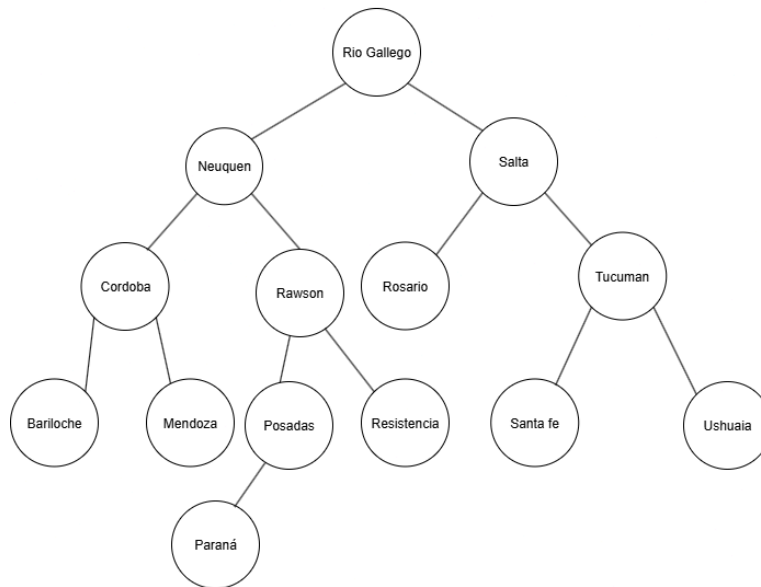 Rio Gallego
Neuquen
Salta
Cordoba
Rawson
Rosario
Tucuman
Bariloche
Mendoza
Posadas
Resistencia
Santa fe
Ushuaia
Paraná